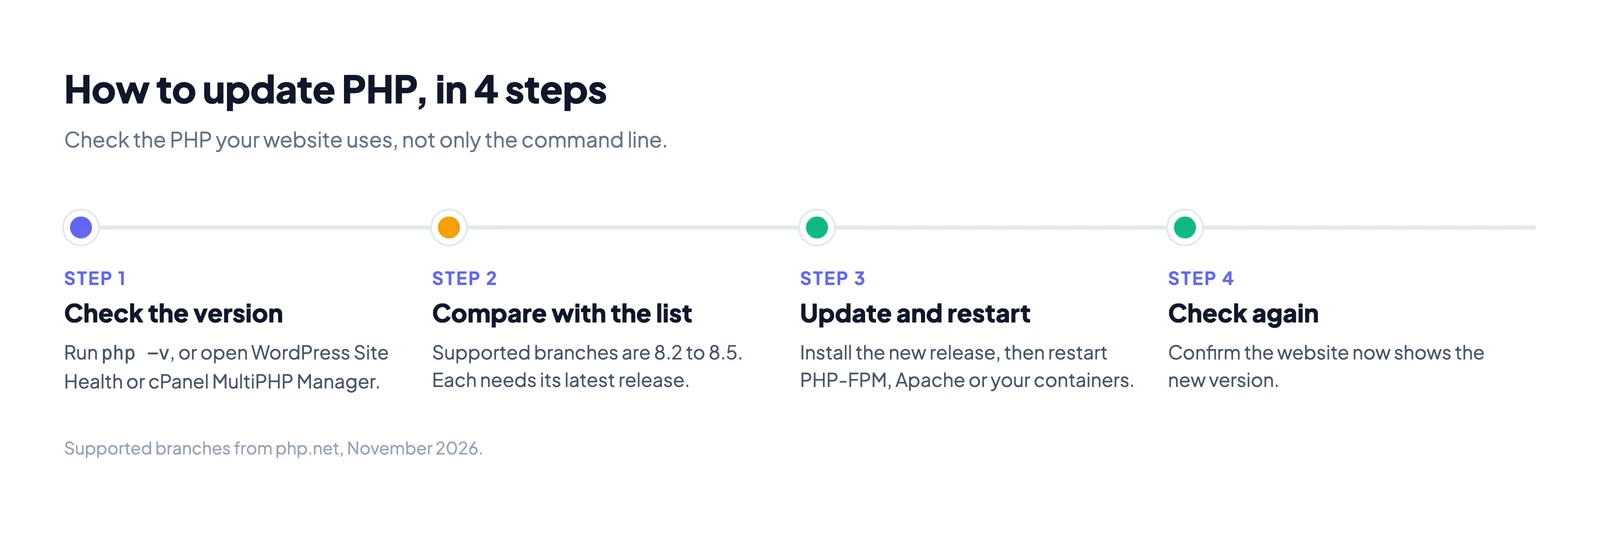 How to update PHP, in 4 steps
Check the PHP your website uses, not only the command line.
STEP 1
Check the version
Run php -v, or open WordPress Site
Health or cPanel MultiPHP Manager.
STEP 2
Compare with the list
Supported branches are 8.2 to 8.5.
Each needs its latest release.
STEP 3
Update and restart
Install the new release, then restart
PHP-FPM, Apache or your containers.
STEP 4
Check again
Confirm the website now shows the
new version.
Supported branches from php.net, November 2026.